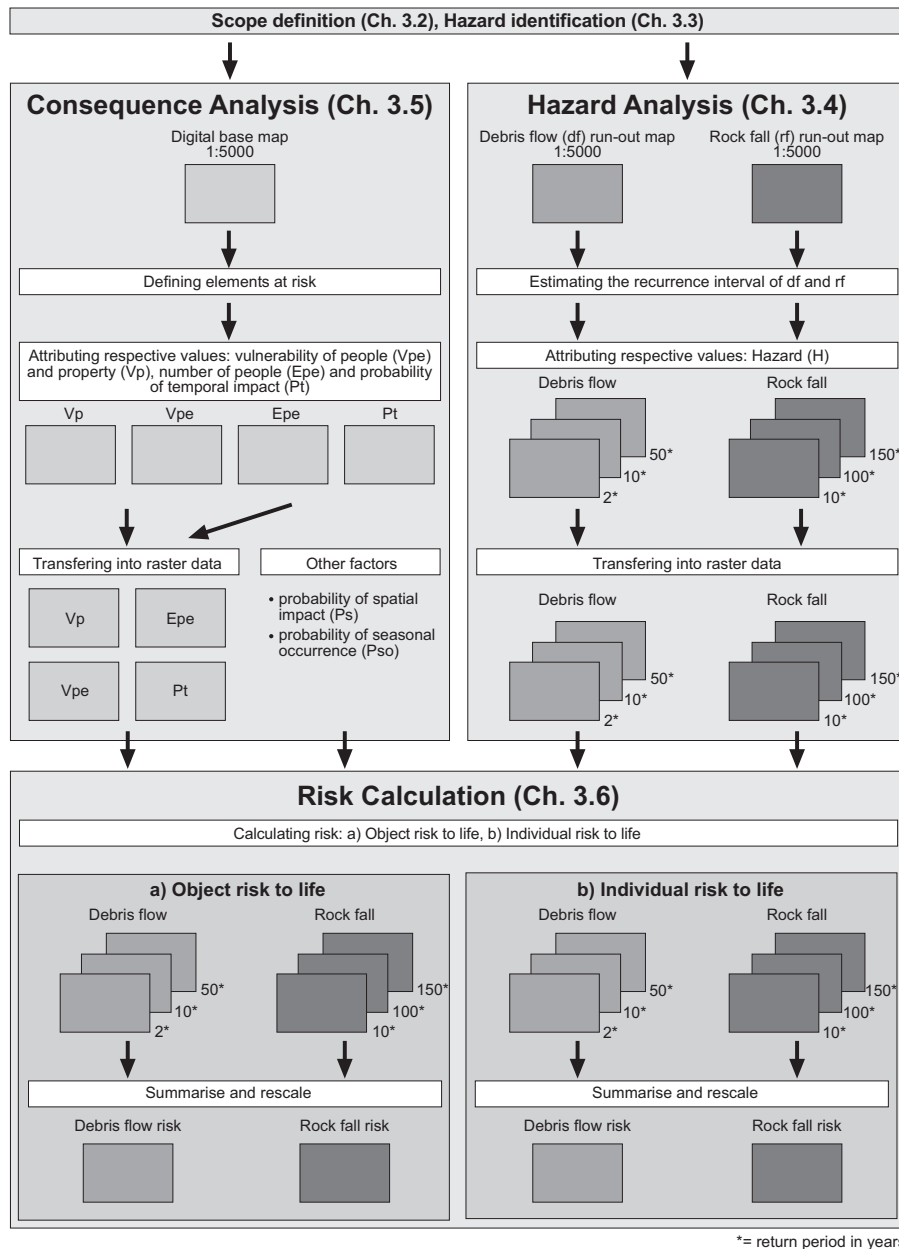 Scope definition (Ch. 3.2), Hazard identification (Ch. 3.3)
Consequence Analysis (Ch. 3.5)
Digital base map
1:5000
Defining elements at risk
Attributing respective values: vulnerability of people (Vpe)
and property (Vp), number of people (Epe) and probability
of temporal impact (Pt)
Vp Vpe Epe Pt
Transfering into raster data
Vp Epe
Vpe Pt
Other factors
• probability of spatial
impact (Ps)
• probability of seasonal
occurrence (Pso)
Hazard Analysis (Ch. 3.4)
Debris flow (df) run-out map Rock fall (rf) run-out map
1:5000 1:5000
Estimating the recurrence interval of df and rf
Attributing respective values: Hazard (H)
Debris flow Rock fall
50* 150*
10* 100*
2* 10*
Transfering into raster data
Debris flow Rock fall
50* 150*
10* 100*
2* 10*
Risk Calculation (Ch. 3.6)
Calculating risk: a) Object risk to life, b) Individual risk to life
a) Object risk to life
Debris flow Rock fall
50* 150*
10* 100*
2* 10*
Summarise and rescale
Debris flow risk Rock fall risk
b) Individual risk to life
Debris flow Rock fall
50* 150*
10* 100*
2* 10*
Summarise and rescale
Debris flow risk Rock fall risk
*= return period in years